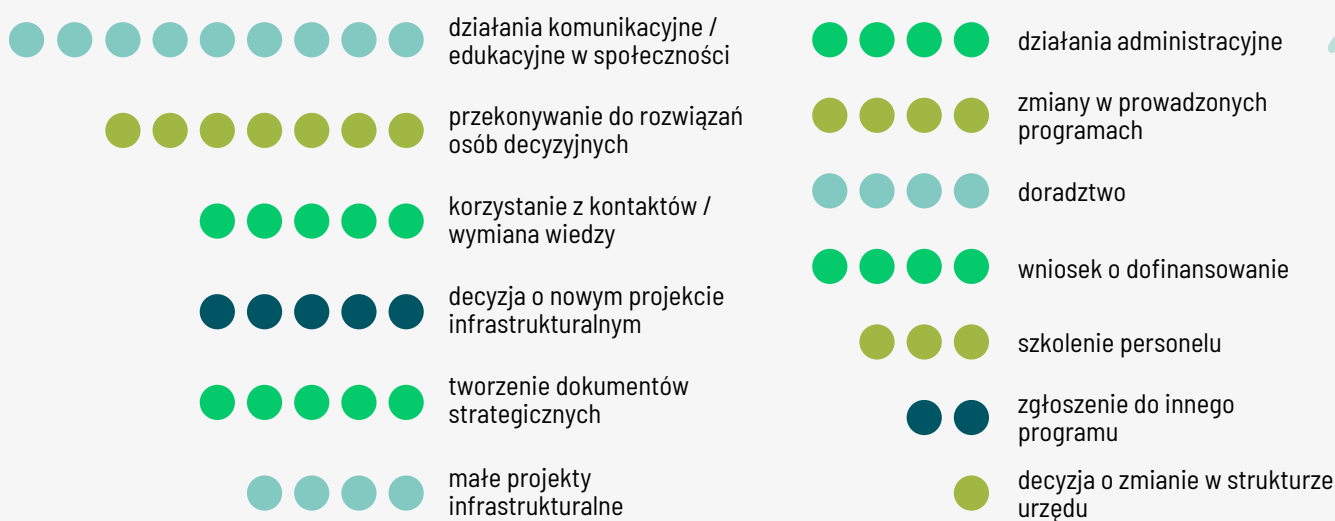 działania komunikacyjne /
edukacyjne w społeczności
przekonywanie do rozwiązań
osób decyzyjnych
korzystanie z kontaktów /
wymiana wiedzy
decyzja o nowym projekcie
infrastrukturalnym
tworzenie dokumentów
strategicznych
małe projekty
infrastrukturalne
działania administracyjne
zmiany w prowadzonych
programach
doradztwo
wniosek o dofinansowanie
szkolenie personelu
zgłoszenie do innego
programu
decyzja o zmianie w strukturze
urzędu